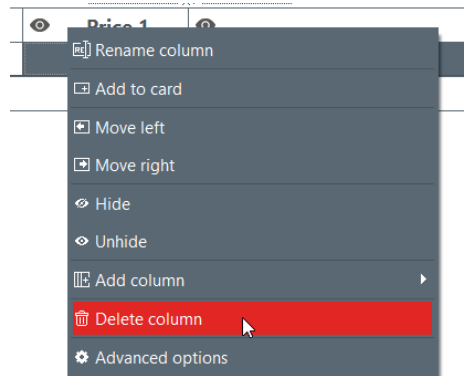 Price 1
Rename column
Add to card
Move left
Move right
Hide
Unhide
Add column
Delete column
Advanced options